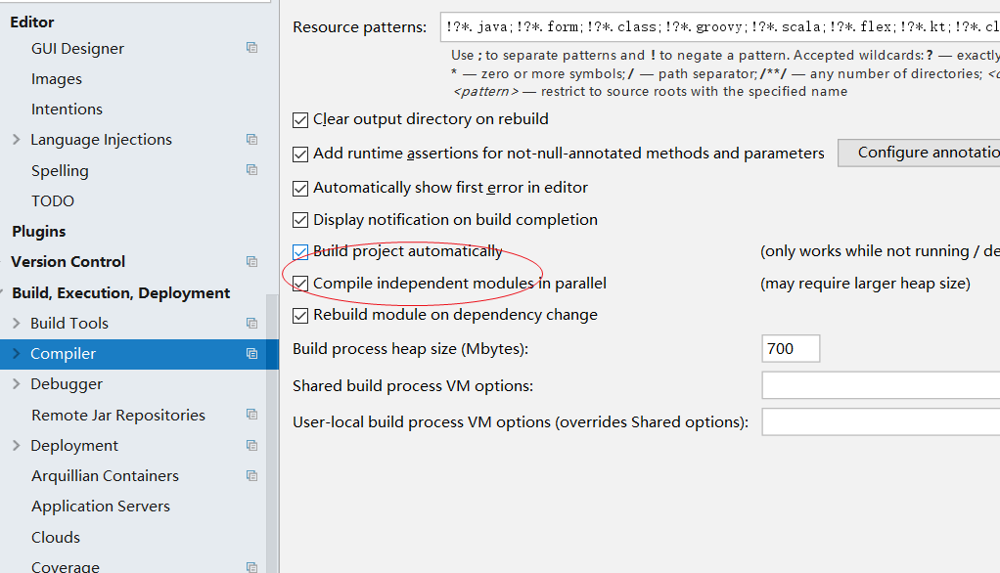 Editor
GUI Designer
Images
Intentions
Language Injections
Spelling
TODO
Plugins
Version Control
Build, Execution, Deployment
Build Tools
Compiler
Debugger
Remote Jar Repositories
Deployment
Arquillian Containers
Application Servers
Clouds
Coverage
Resource patterns: !?*.java;!?*.form;!?*.class;!?*.groovy;!?*.scala;!?*.flex;!?*.kt;!?*.cl
Use ; to separate patterns and ! to negate a pattern. Accepted wildcards: ? — exactly
* — zero or more symbols; / — path separator; /**/ — any number of directories;
<pattern> — restrict to source roots with the specified name
Clear output directory on rebuild
Add runtime assertions for not-null-annotated methods and parameters Configure annotatio
Automatically show first error in editor
Display notification on build completion
Build project automatically (only works while not running / de
Compile independent modules in parallel (may require larger heap size)
Rebuild module on dependency change
Build process heap size (Mbytes): 700
Shared build process VM options:
User-local build process VM options (overrides Shared options):